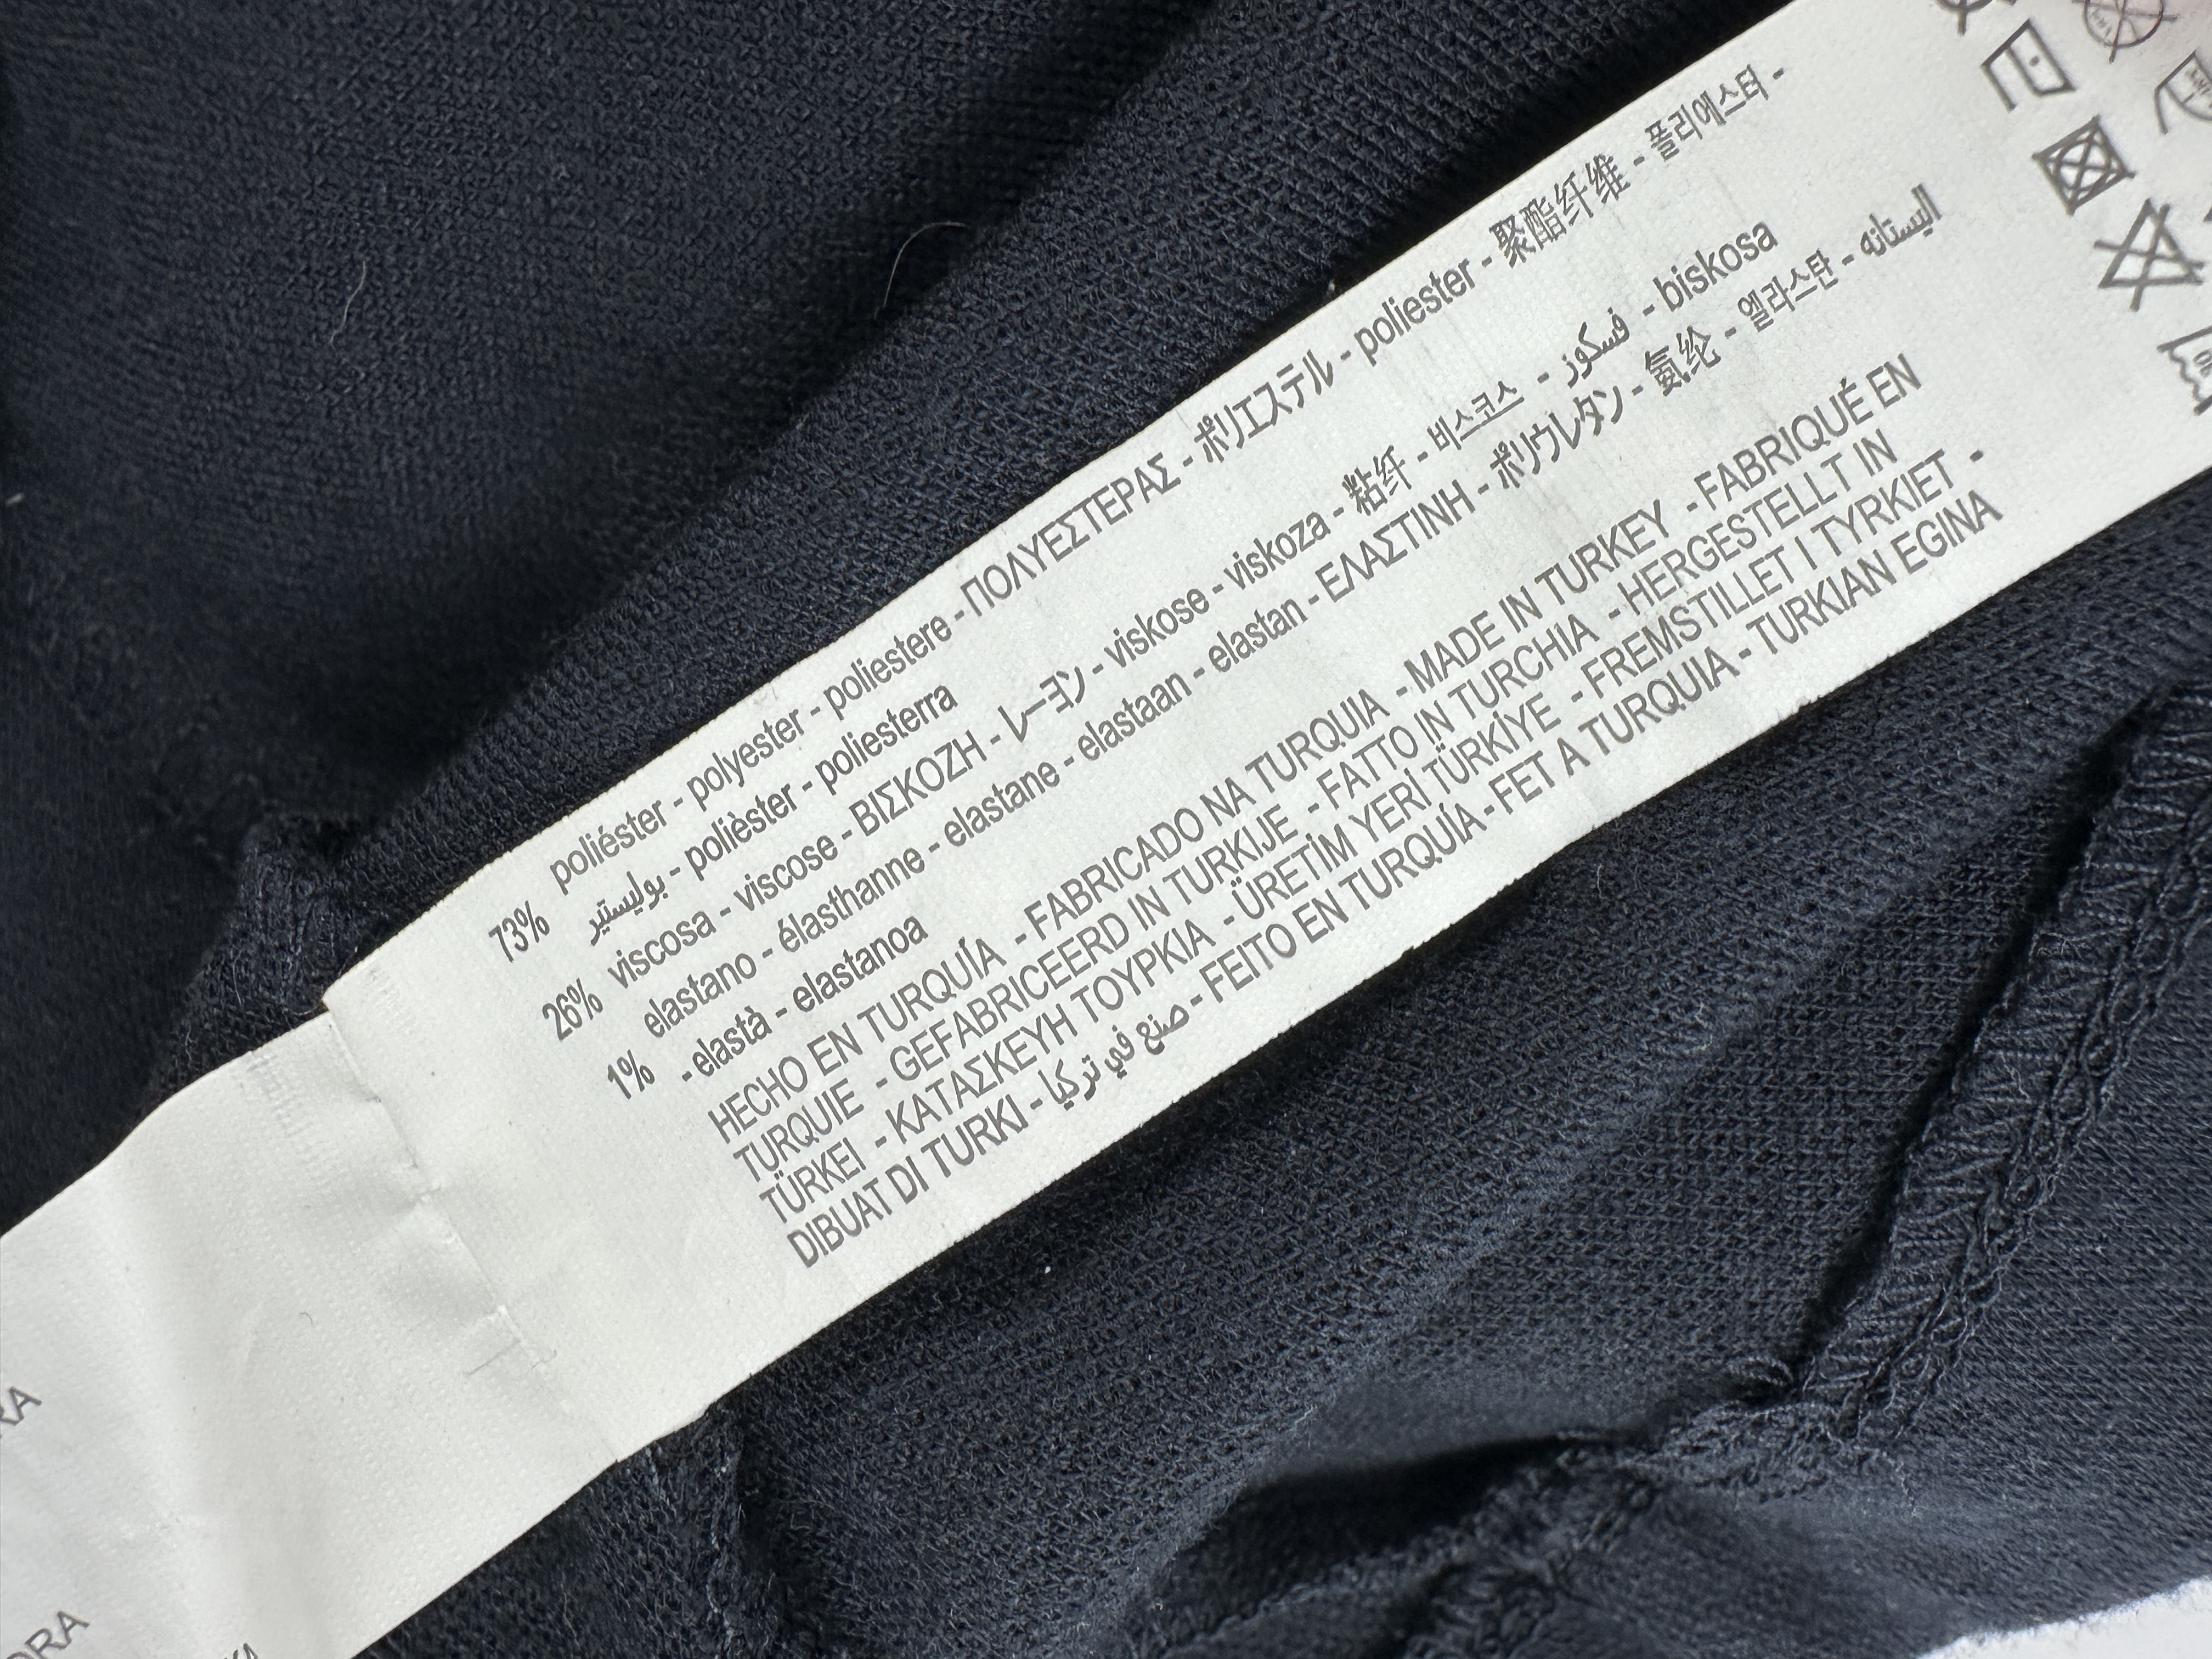 73% poliéster - polyester - poliestere - ΠΟΛΥΕΣΤΕΡΑΣ - ポリエステル - poliester - 聚酯纤维 - 폴리에스터 -
بوليستير - polièster - poliesterra
26% viscosa - viscose - ΒΙΣΚΟΖΗ - レーヨン - viskose - viskoza - 粘纤 - 비스코스 - فسكوز - biskosa
1% elastano - élasthanne - elastane - elastaan - elastan - ΕΛΑΣΤΙΝΗ - ポリウレタン - 氨纶 - 엘라스탄 - اليستانه
- elastà - elastanoa
HECHO EN TURQUÍA - FABRICADO NA TURQUIA - MADE IN TURKEY - FABRIQUÉ EN
TURQUIE - GEFABRICEERD IN TURKIJE - FATTO IN TURCHIA - HERGESTELLT IN
TÜRKEI - ΚΑΤΑΣΚΕΥΗ ΤΟΥΡΚΙΑ - ÜRETİM YERİ TÜRKİYE - FREMSTILLET I TYRKIET -
DIBUAT DI TURKI - صنع في تركيا - FEITO EN TURQUÍA - FET A TURQUIA - TURKIAN EGINA